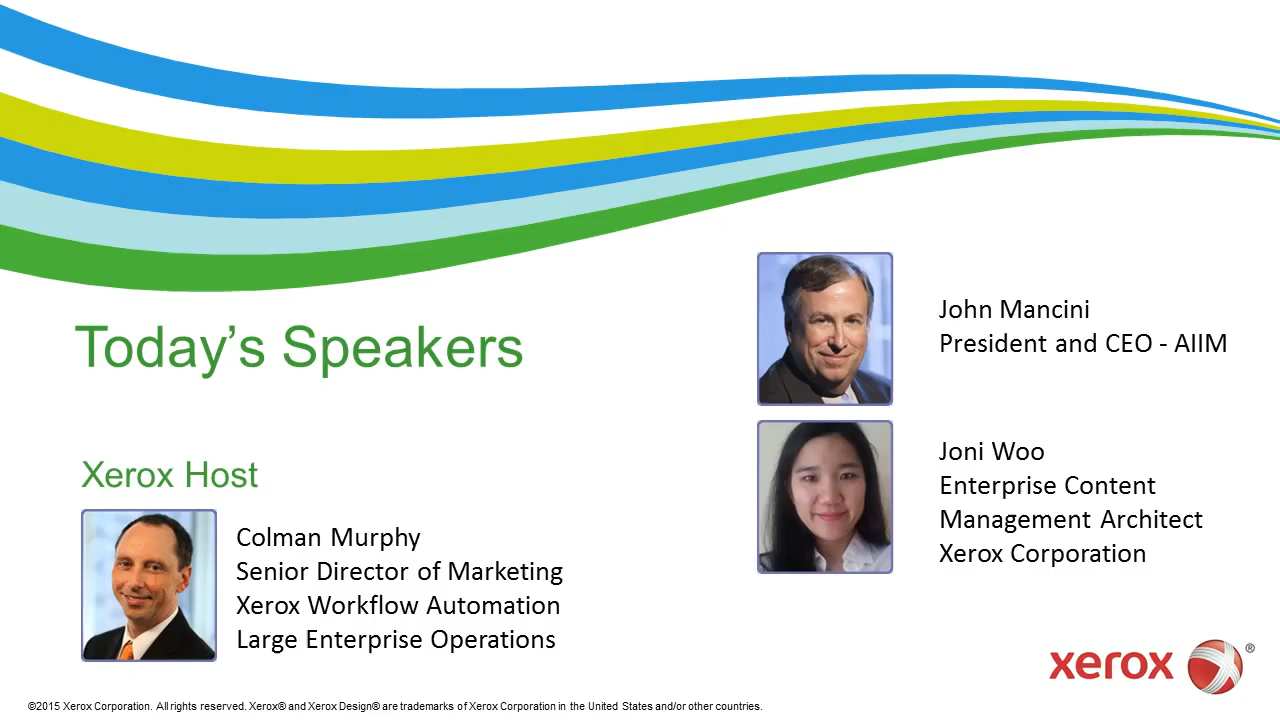 Today’s Speakers
John Mancini
President and CEO - AIIM
Joni Woo
Enterprise Content
Management Architect
Xerox Corporation
Xerox Host
Colman Murphy
Senior Director of Marketing
Xerox Workflow Automation
Large Enterprise Operations
xerox ®
©2015 Xerox Corporation. All rights reserved. Xerox® and Xerox Design® are trademarks of Xerox Corporation in the United States and/or other countries.